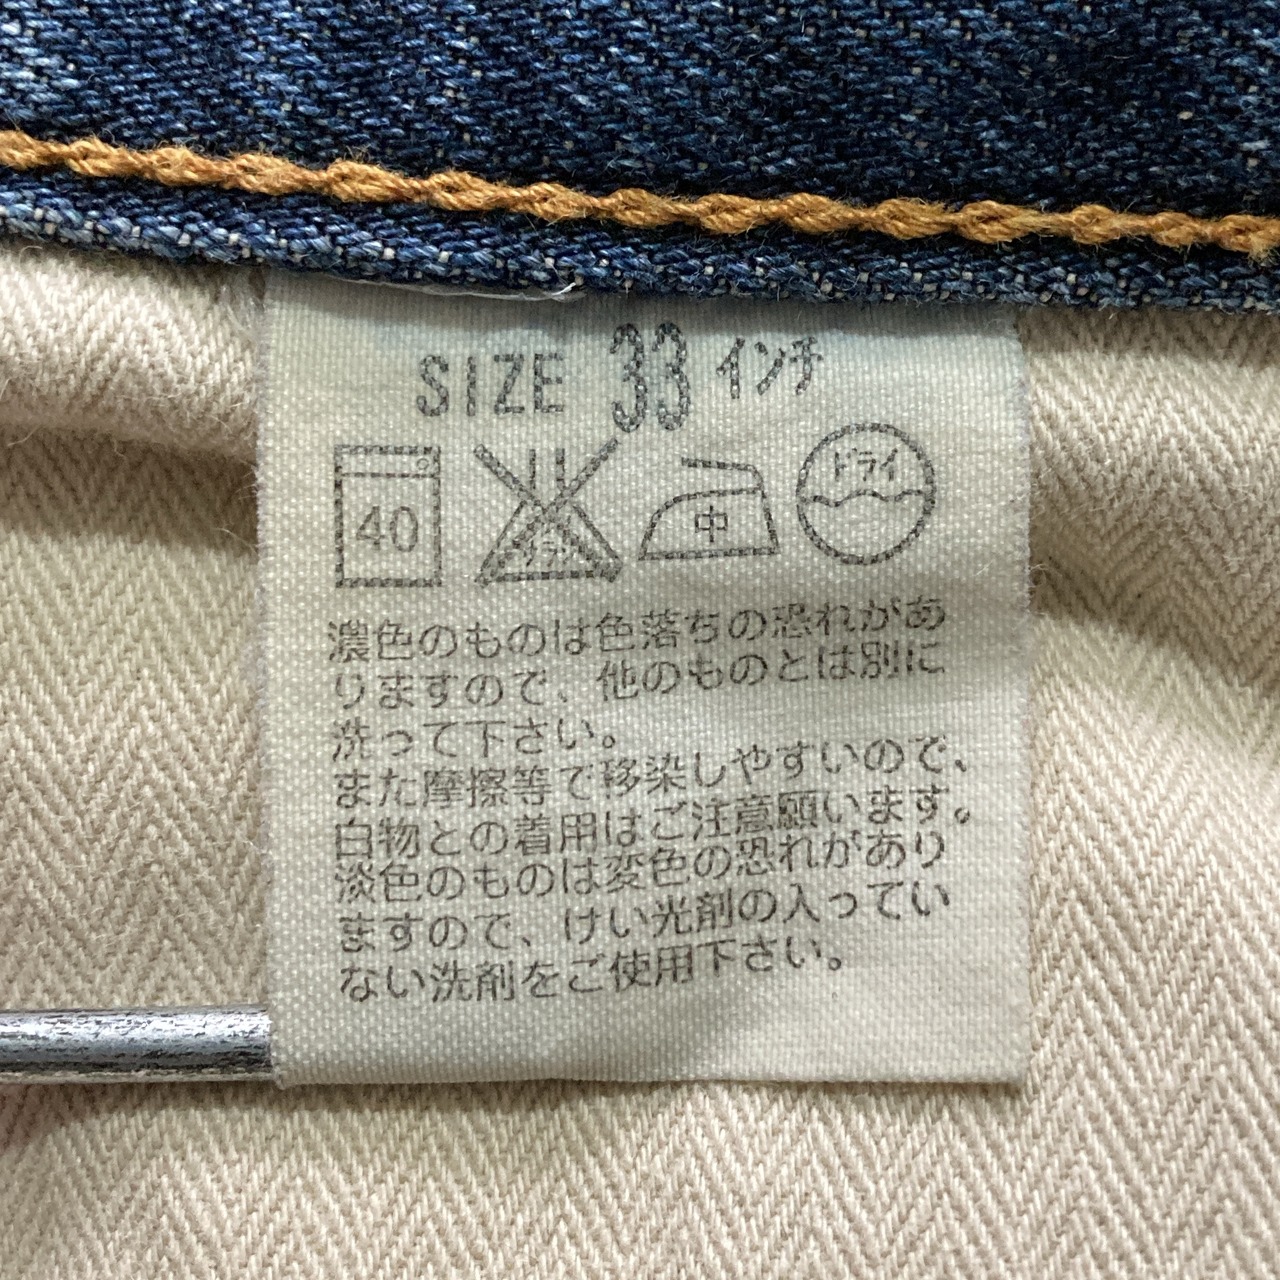 SIZE 33 インチ
40 中 ドライ
濃色のものは色落ちの恐れがあ
りますので、他のものとは別に
洗って下さい。
また摩擦等で移染しやすいので、
白物との着用はご注意願います。
淡色のものは変色の恐れがあり
ますので、けい光剤の入ってい
ない洗剤をご使用下さい。